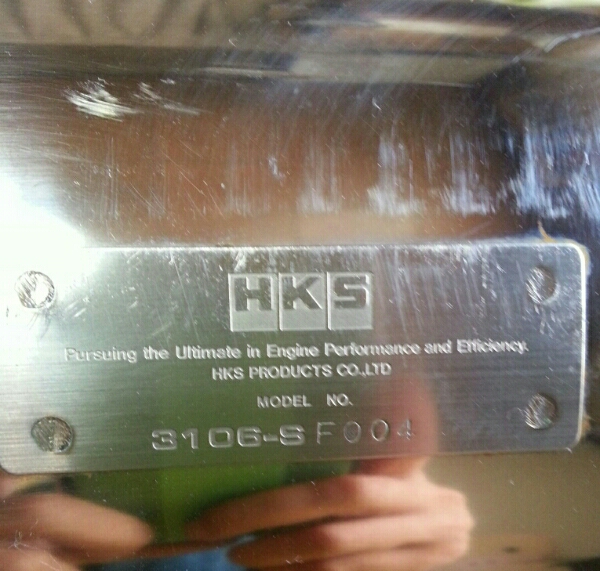 HKS
Pursuing the Ultimate in Engine Performance and Efficiency.
HKS PRODUCTS CO.,LTD
MODEL NO.
3106-SF004